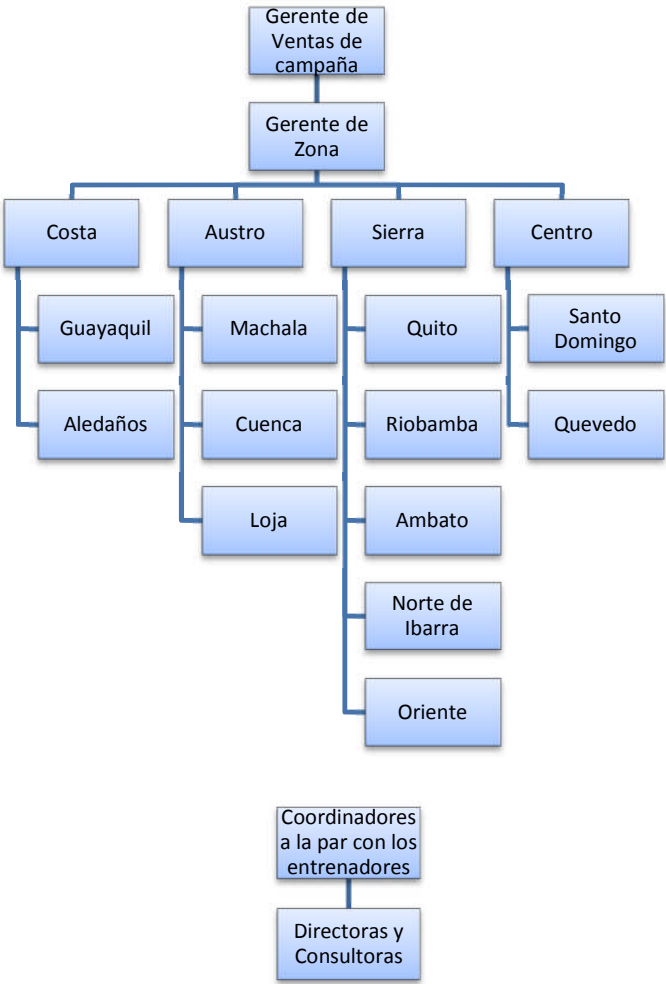 Gerente de
Ventas de
campaña
Gerente de
Zona
Costa
Guayaquil
Aledaños
Austro
Machala
Cuenca
Loja
Sierra
Quito
Riobamba
Ambato
Norte de
Ibarra
Oriente
Centro
Santo
Domingo
Quevedo
Coordinadores
a la par con los
entrenadores
Directoras y
Consultoras